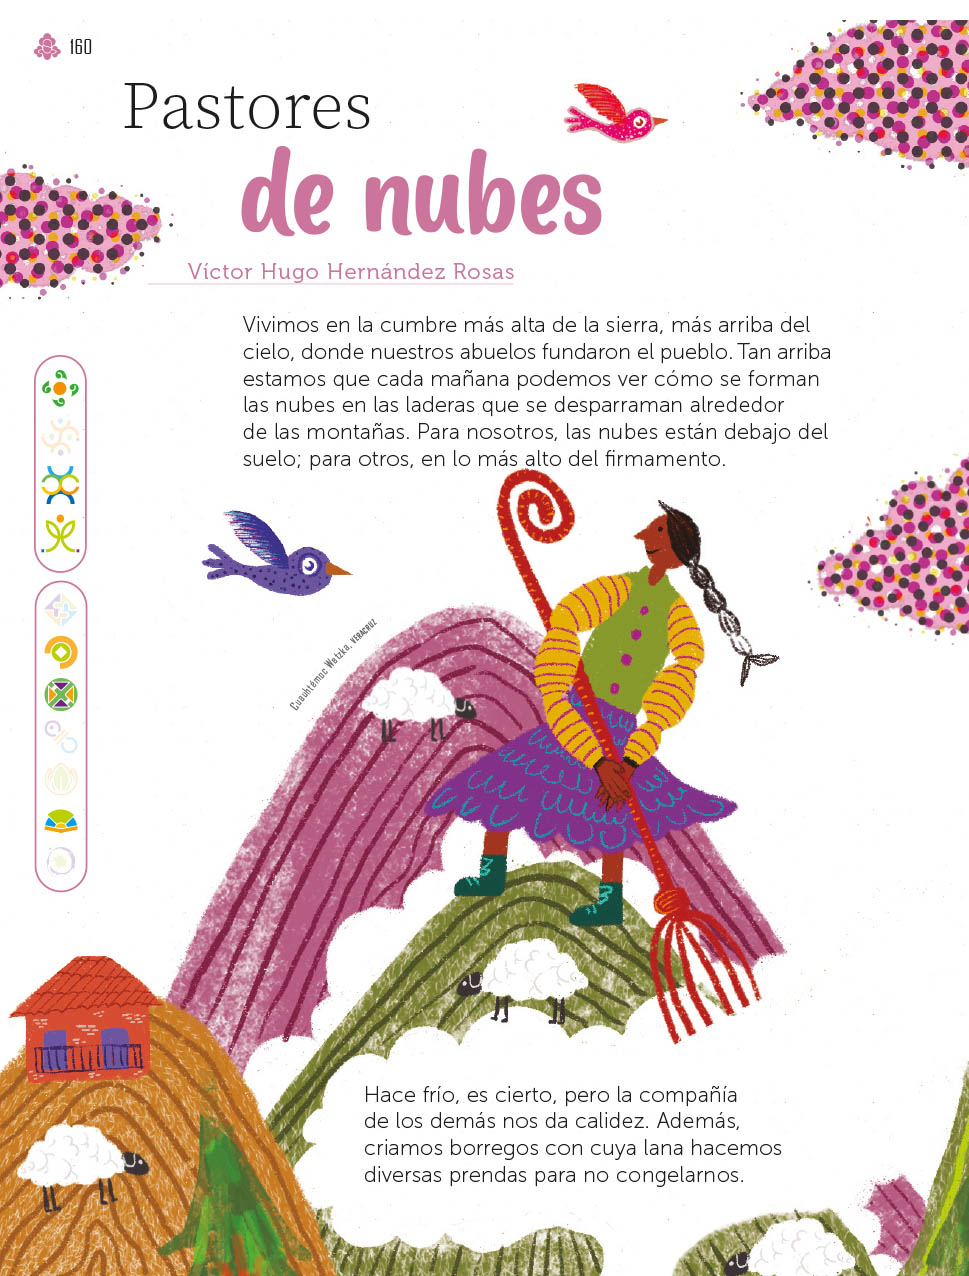 160
Pastores
de nubes
Víctor Hugo Hernández Rosas
Vivimos en la cumbre más alta de la sierra, más arriba del
cielo, donde nuestros abuelos fundaron el pueblo. Tan arriba
estamos que cada mañana podemos ver cómo se forman
las nubes en las laderas que se desparraman alrededor
de las montañas. Para nosotros, las nubes están debajo del
suelo; para otros, en lo más alto del firmamento.
Cuauhtémoc Wetzka, VERACRUZ
Hace frío, es cierto, pero la compañía
de los demás nos da calidez. Además,
criamos borregos con cuya lana hacemos
diversas prendas para no congelarnos.